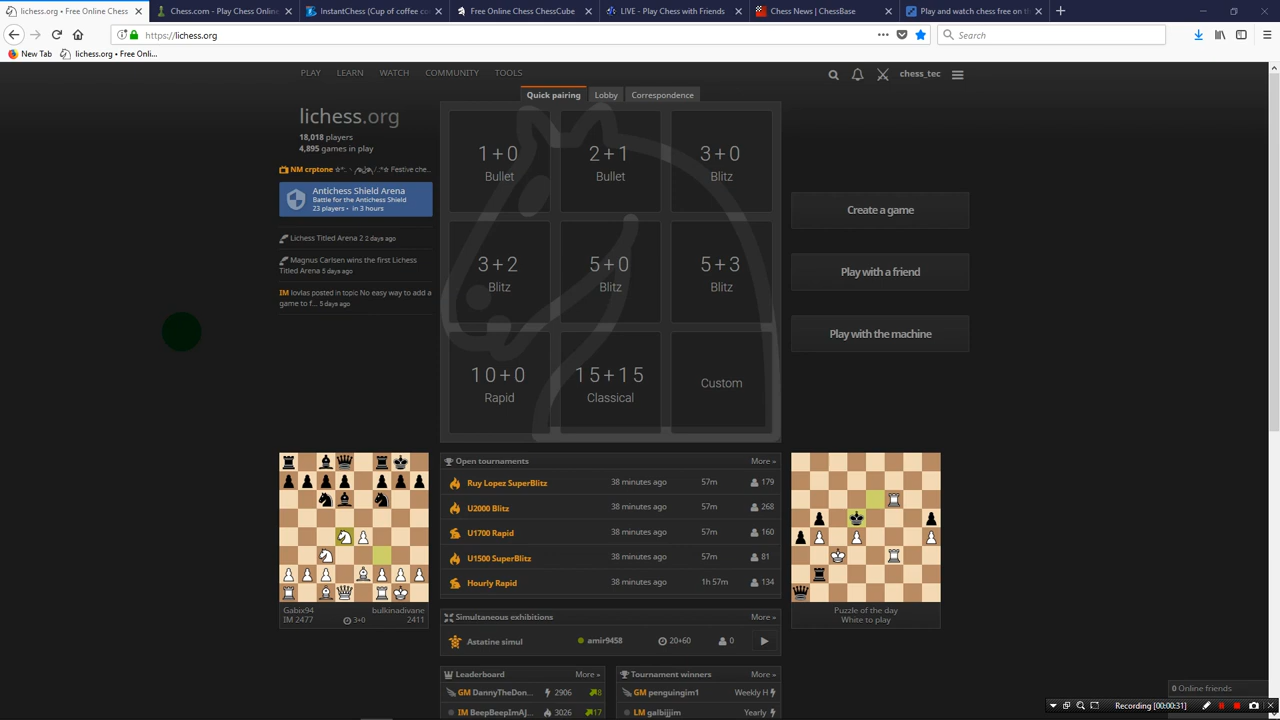 lichess.org • Free Online Chess
Chess.com - Play Chess Online
InstantChess (Cup of coffee co
Free Online Chess ChessCube
LIVE - Play Chess with Friends
Chess News | ChessBase
Play and watch chess free on th
https://lichess.org
Search
New Tab
lichess.org • Free Onli...
PLAY LEARN WATCH COMMUNITY TOOLS
chess_tec
Quick pairing Lobby Correspondence
lichess.org
18,018 players
4,895 games in play
NM crptone
Festive che..
Antichess Shield Arena
Battle for the Antichess Shield
23 players • in 3 hours
Lichess Titled Arena 2 2 days ago
Magnus Carlsen wins the first Lichess
Titled Arena 5 days ago
IM lovlas posted in topic No easy way to add a
game to f... 5 days ago
1+0
Bullet
2+1
Bullet
3+0
Blitz
3+2
Blitz
5+0
Blitz
5+3
Blitz
10+0
Rapid
15+15
Classical
Custom
Create a game
Play with a friend
Play with the machine
Gabix94 bulkinadivane
IM 2477 3+0 2411
Open tournaments More »
Ruy Lopez SuperBlitz 38 minutes ago 57m 179
U2000 Blitz 38 minutes ago 57m 268
U1700 Rapid 38 minutes ago 57m 160
U1500 SuperBlitz 38 minutes ago 57m 81
Hourly Rapid 38 minutes ago 1h 57m 134
Simultaneous exhibitions More »
Astatine simul amir9458 20+60 0
Leaderboard More »
GM DannyTheDon... 2906 8
IM BeepBeepImAJ... 3026 17
Tournament winners More »
GM penguingim1 Weekly H
LM galbijjim Yearly
Puzzle of the day
White to play
0 Online friends
Recording [00:00:31]